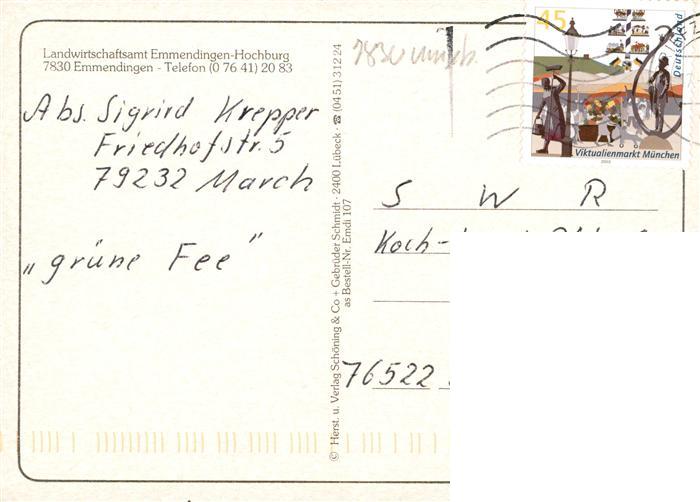 Landwirtschaftsamt Emmendingen-Hochburg
7830 Emmendingen - Telefon (0 76 41) 20 83
Abs. Sigrird Krepper
Friedhofstr. 5
79232 March
„grüne Fee"
© Herst. u. Verlag Schöning & Co + Gebrüder Schmidt · 2400 Lübeck · ☎ (04 51) 3 12 24
as Bestell-Nr. Emdi 107
7830
45
Deutschland
Viktualienmarkt München
S W R
Koch-
76522